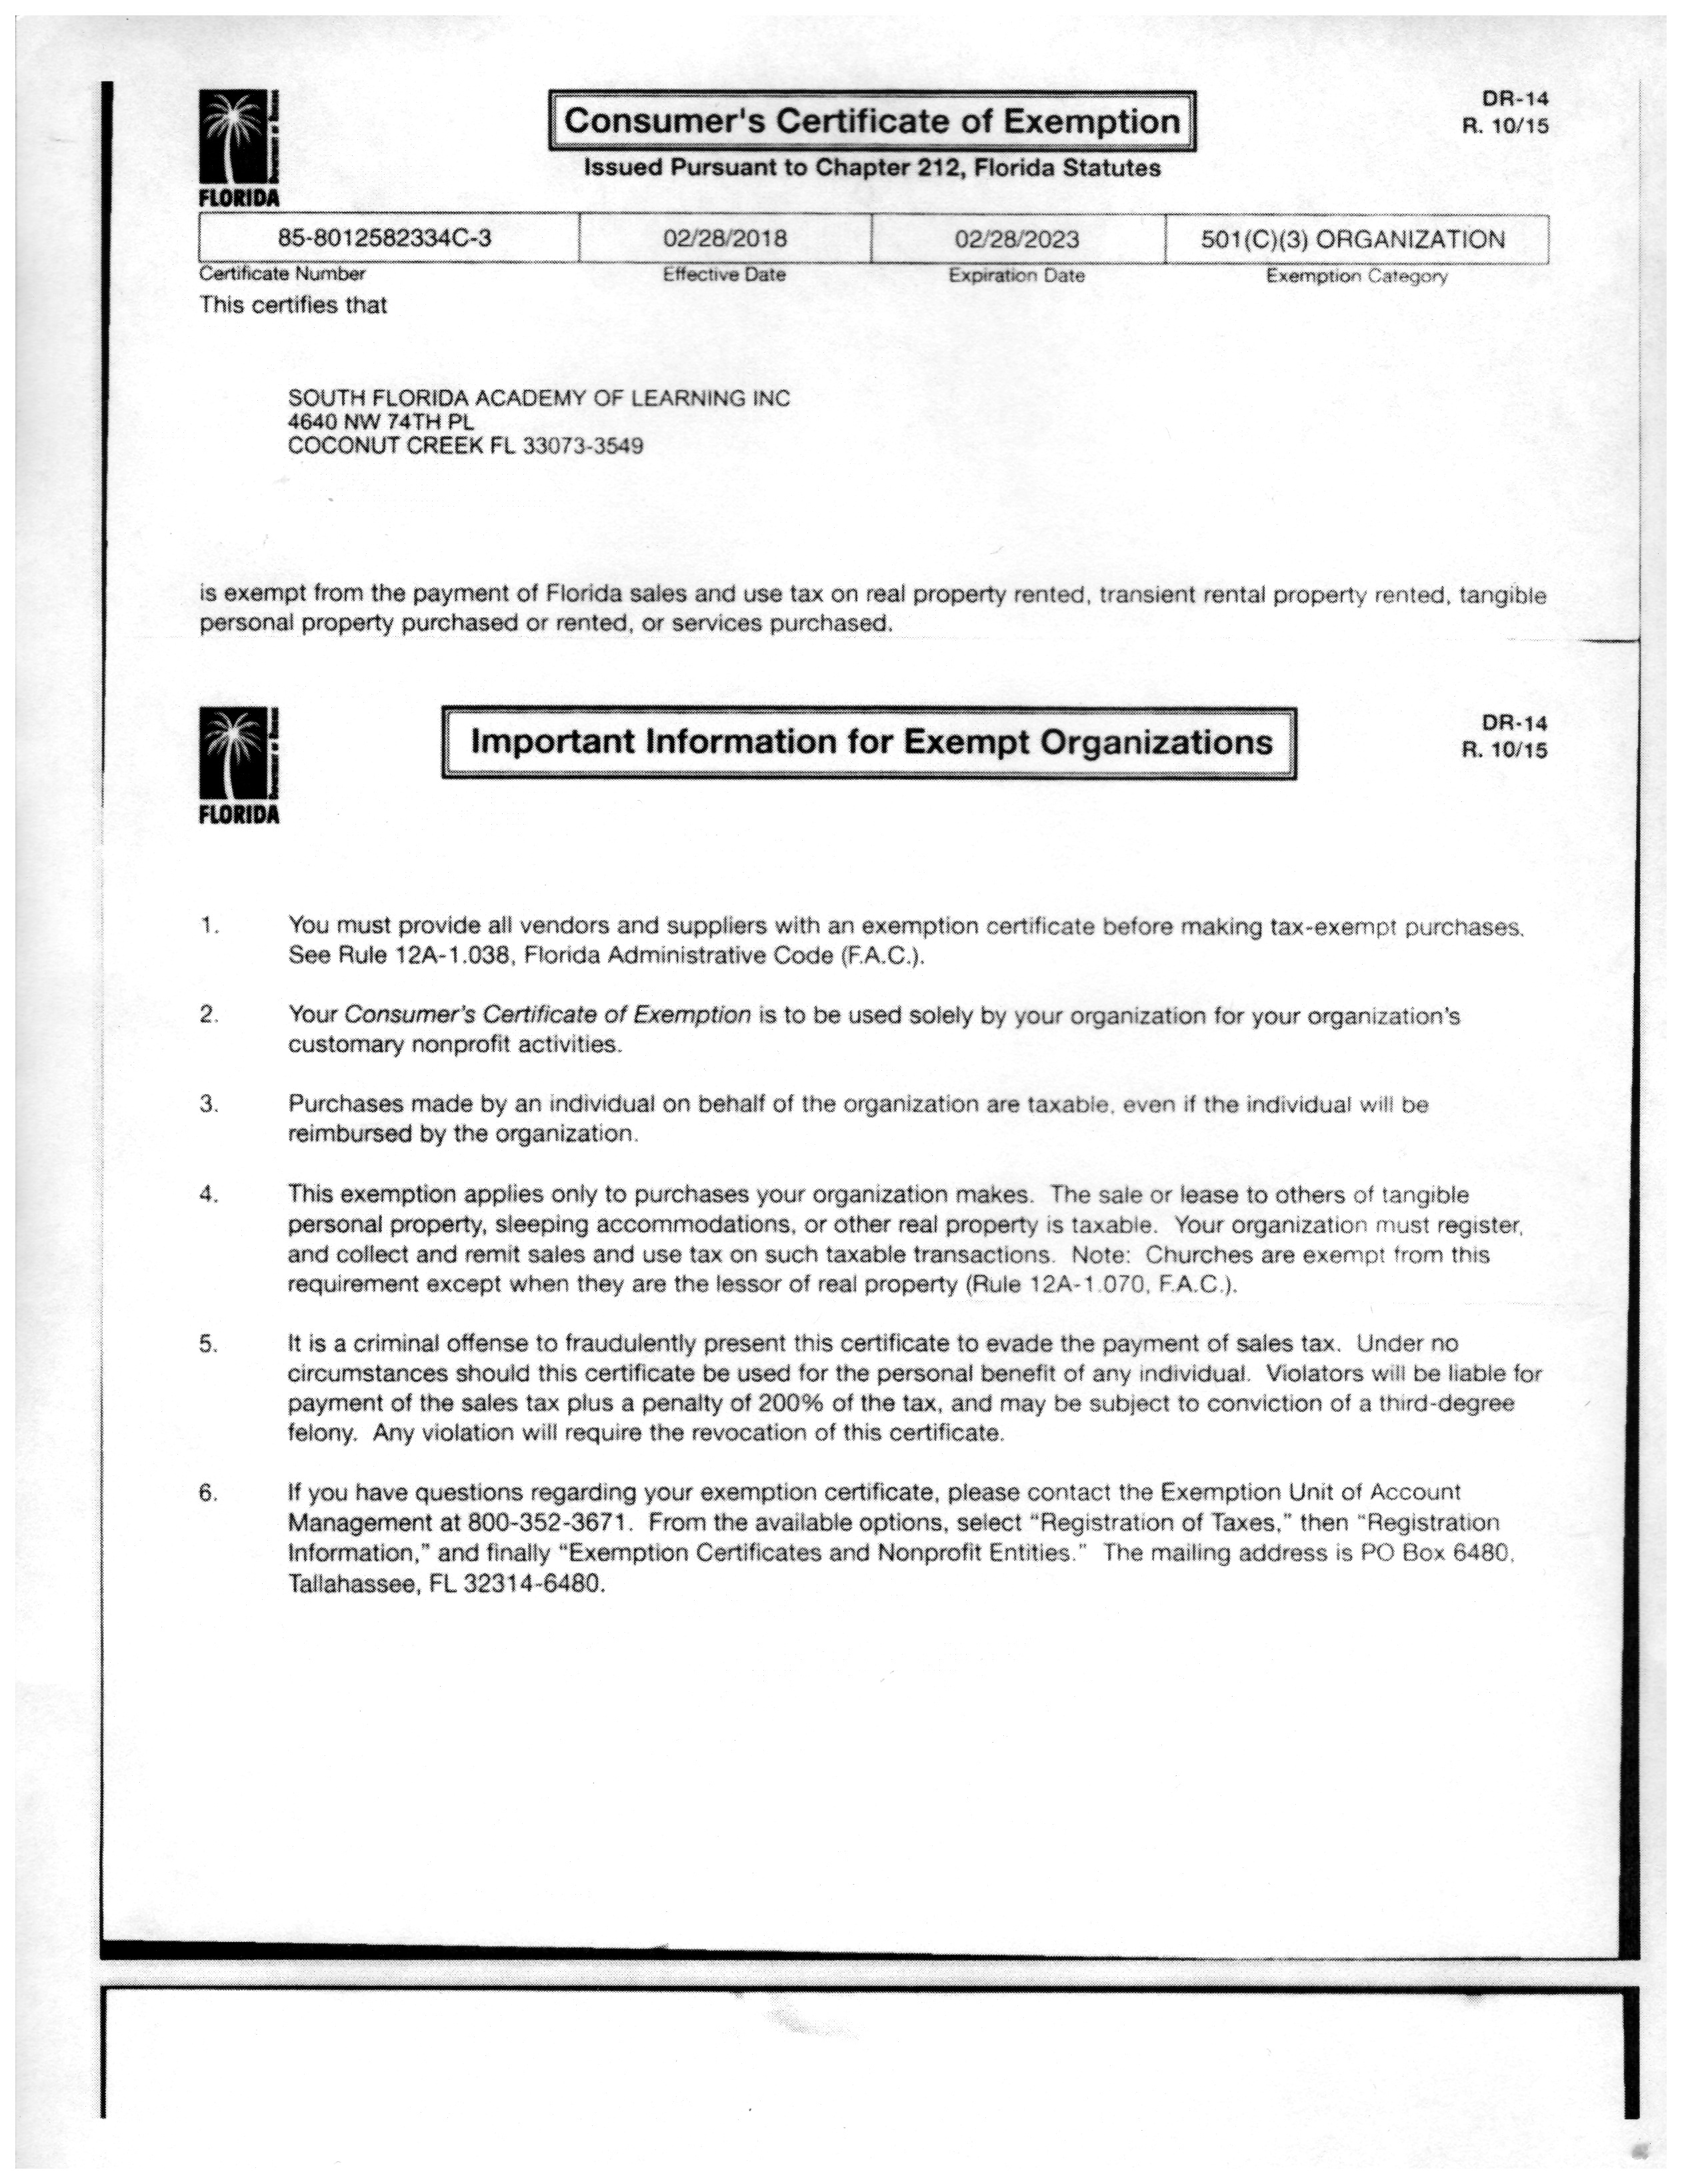 Consumer's Certificate of Exemption
DR-14
R. 10/15
Issued Pursuant to Chapter 212, Florida Statutes
FLORIDA
85-8012582334C-3
02/28/2018
02/28/2023
501(C)(3) ORGANIZATION
Certificate Number
Effective Date
Expiration Date
Exemption Category
This certifies that
SOUTH FLORIDA ACADEMY OF LEARNING INC
4640 NW 74TH PL
COCONUT CREEK FL 33073-3549
is exempt from the payment of Florida sales and use tax on real property rented, transient rental property rented, tangible
personal property purchased or rented, or services purchased.
Important Information for Exempt Organizations
DR-14
R. 10/15
FLORIDA
1. You must provide all vendors and suppliers with an exemption certificate before making tax-exempt purchases.
See Rule 12A-1.038, Florida Administrative Code (F.A.C.).
2. Your Consumer's Certificate of Exemption is to be used solely by your organization for your organization's
customary nonprofit activities.
3. Purchases made by an individual on behalf of the organization are taxable, even if the individual will be
reimbursed by the organization.
4. This exemption applies only to purchases your organization makes. The sale or lease to others of tangible
personal property, sleeping accommodations, or other real property is taxable. Your organization must register,
and collect and remit sales and use tax on such taxable transactions. Note: Churches are exempt from this
requirement except when they are the lessor of real property (Rule 12A-1.070, F.A.C.).
5. It is a criminal offense to fraudulently present this certificate to evade the payment of sales tax. Under no
circumstances should this certificate be used for the personal benefit of any individual. Violators will be liable for
payment of the sales tax plus a penalty of 200% of the tax, and may be subject to conviction of a third-degree
felony. Any violation will require the revocation of this certificate.
6. If you have questions regarding your exemption certificate, please contact the Exemption Unit of Account
Management at 800-352-3671. From the available options, select "Registration of Taxes," then "Registration
Information," and finally "Exemption Certificates and Nonprofit Entities." The mailing address is PO Box 6480,
Tallahassee, FL 32314-6480.